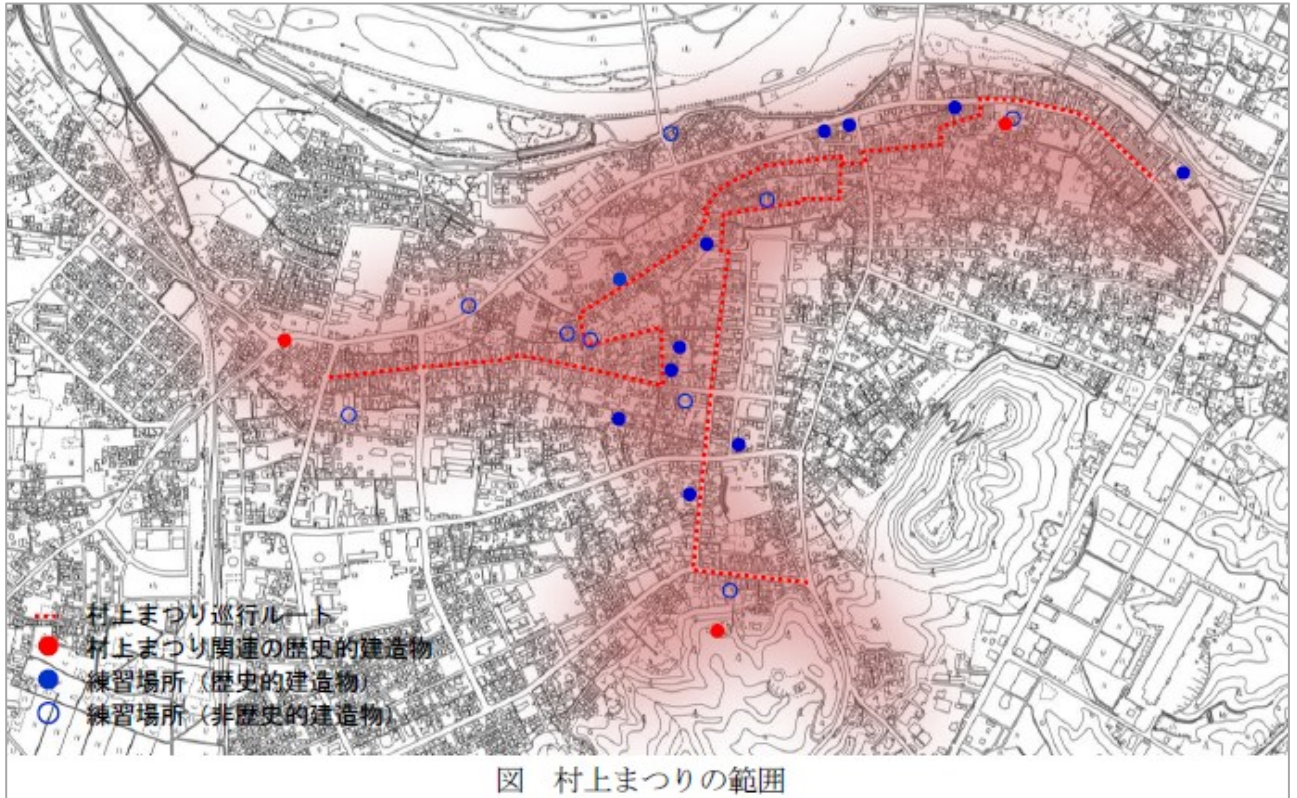 村上まつり巡行ルート
村上まつり関連の歴史的建造物
練習場所（歴史的建造物）
練習場所（非歴史的建造物）
図　村上まつりの範囲